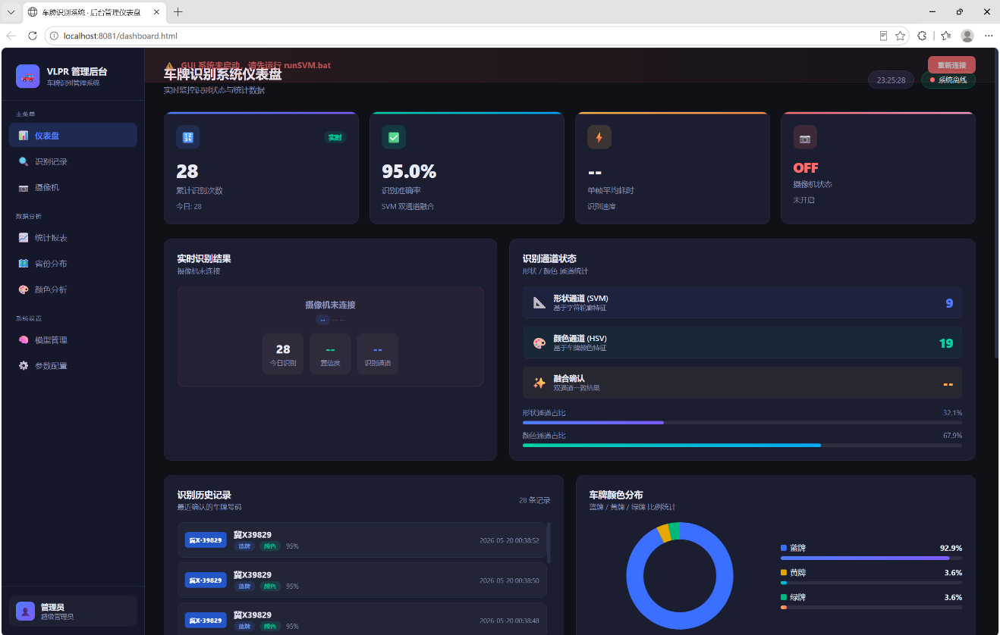 车牌识别系统 · 后台管理仪表盘
localhost:8081/dashboard.html
VLPR 管理后台
车牌识别管理系统
主菜单
仪表盘
识别记录
摄像机
数据分析
统计报表
省份分布
颜色分析
系统设置
模型管理
参数配置
管理员
超级管理员
GUI 系统未启动，请先运行 runSVM.bat
重新连接
车牌识别系统仪表盘
实时监控识别状态与统计数据
23:25:28
系统离线
实时
28
累计识别次数
今日: 28
95.0%
识别准确率
SVM 双通道融合
--
单帧平均耗时
识别速度
OFF
摄像机状态
未开启
实时识别结果
摄像机未连接
摄像机未连接
-- -- --
28
今日识别
--
置信度
--
识别通道
识别通道状态
形状 / 颜色 通道统计
形状通道 (SVM)
基于字符轮廓特征
9
颜色通道 (HSV)
基于车牌颜色特征
19
融合确认
双通道一致结果
--
形状通道占比 32.1%
颜色通道占比 67.9%
识别历史记录
最近确认的车牌号码
28 条记录
冀X·39829 冀X39829
蓝牌 颜色 95%
2026-05-20 00:38:52
冀X·39829 冀X39829
蓝牌 颜色 95%
2026-05-20 00:38:50
冀X·39829 冀X39829
蓝牌 颜色 95%
2026-05-20 00:38:48
车牌颜色分布
蓝牌 / 黄牌 / 绿牌 比例统计
蓝牌 92.9%
黄牌 3.6%
绿牌 3.6%